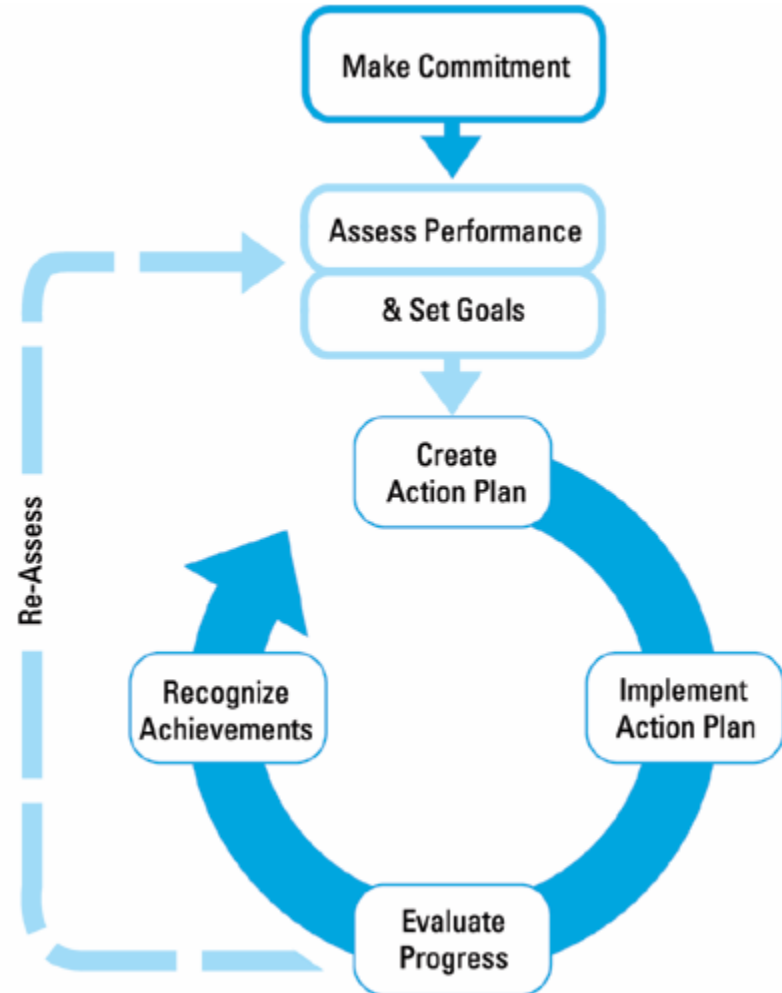 Make Commitment
Assess Performance
& Set Goals
Create
Action Plan
Implement
Action Plan
Evaluate
Progress
Recognize
Achievements
Re-Assess